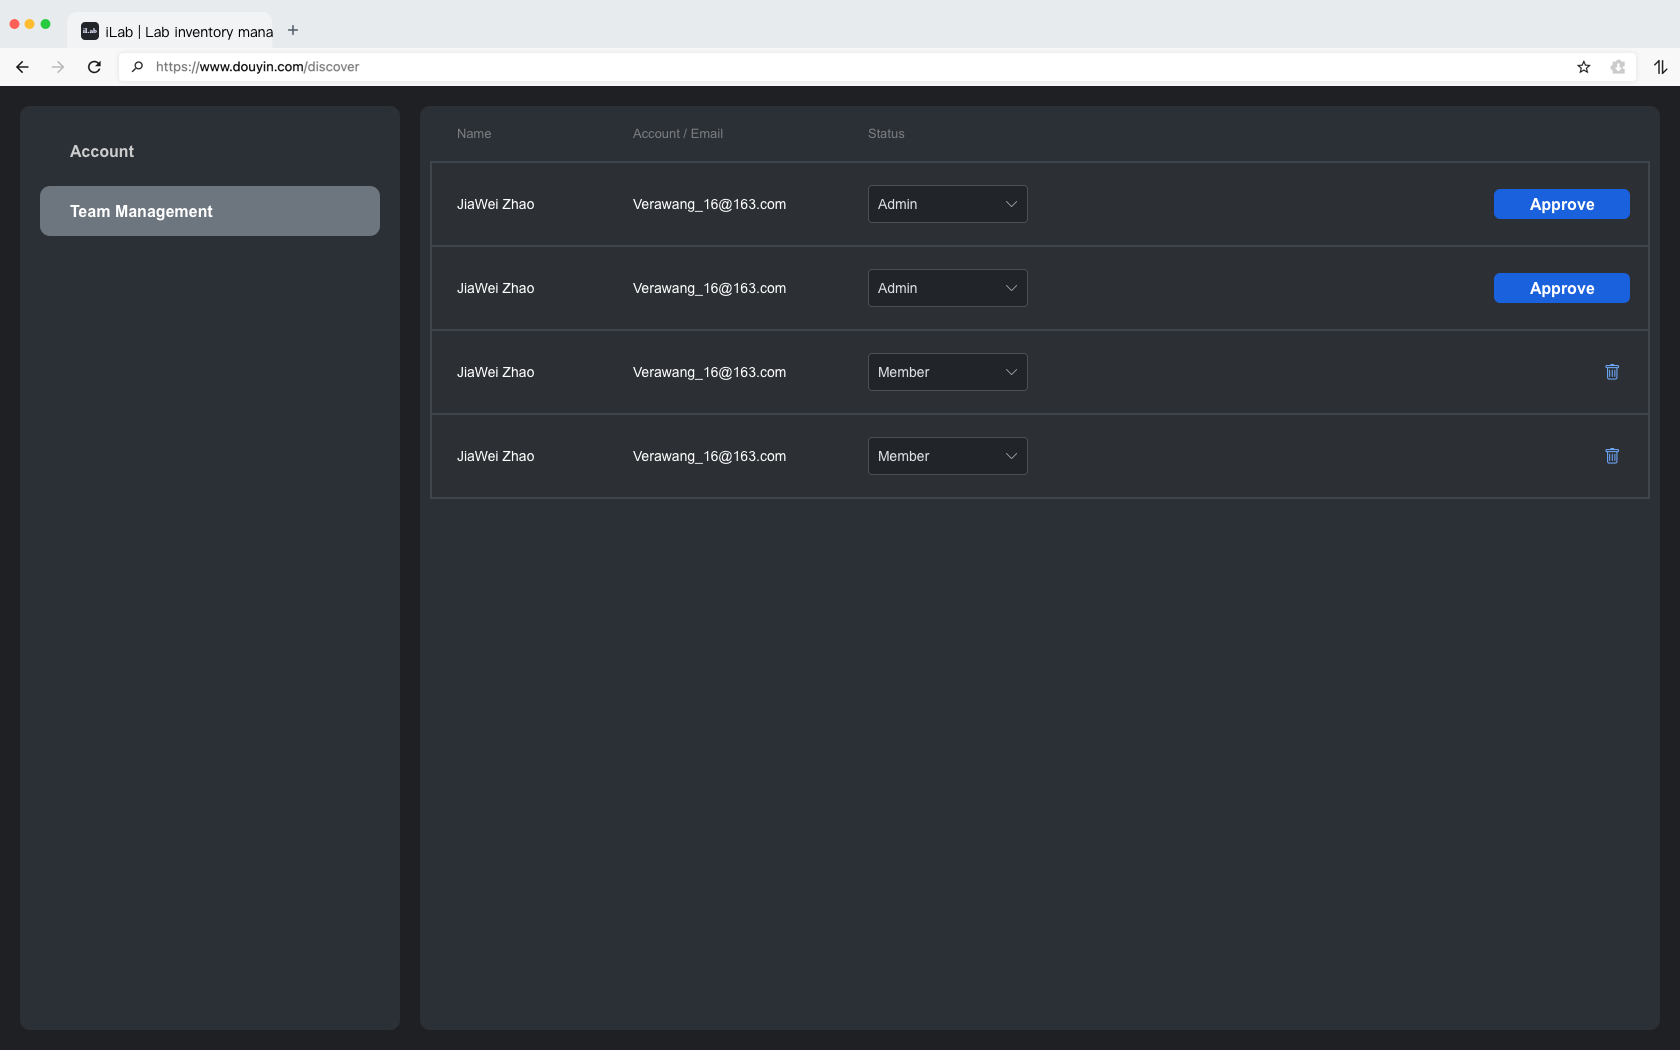 iLab
iLab | Lab inventory mana
https://www.douyin.com/discover
Account
Team Management
Name Account / Email Status
JiaWei Zhao Verawang_16@163.com Admin Approve
JiaWei Zhao Verawang_16@163.com Admin Approve
JiaWei Zhao Verawang_16@163.com Member
JiaWei Zhao Verawang_16@163.com Member